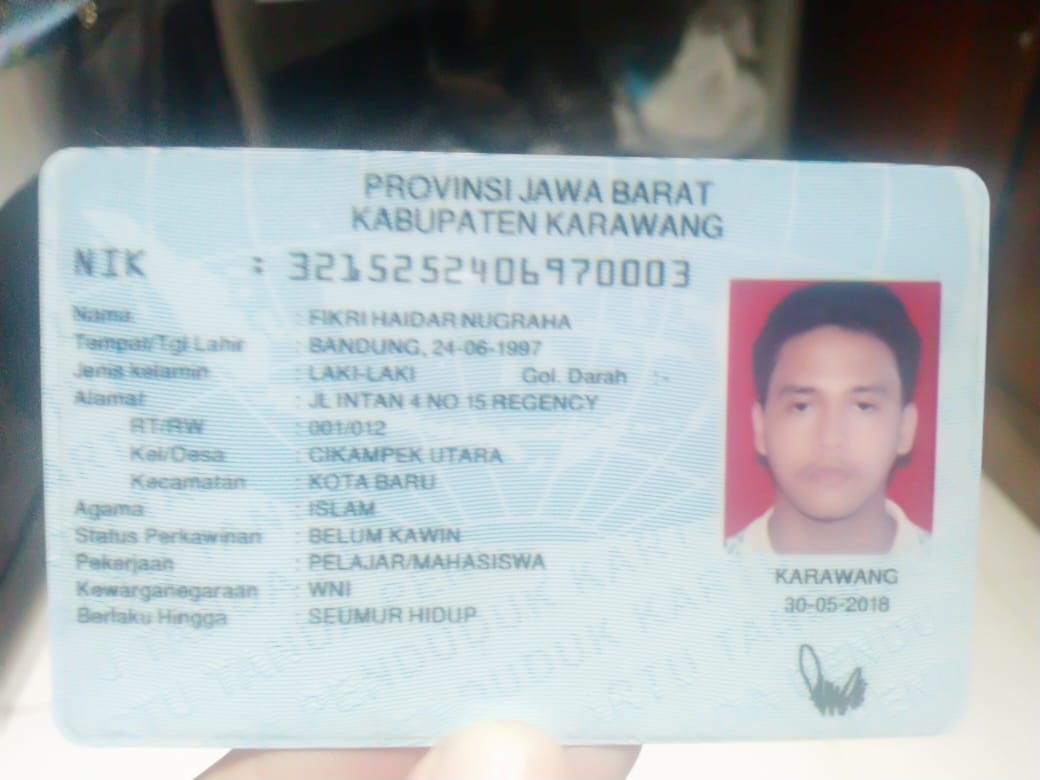 PROVINSI JAWA BARAT
KABUPATEN KARAWANG
NIK : 3215252406970003
Nama : FIKRI HAIDAR NUGRAHA
Tempat/Tgl Lahir : BANDUNG, 24-06-1997
Jenis kelamin : LAKI-LAKI Gol. Darah : -
Alamat : JL INTAN 4 NO 15 REGENCY
RT/RW : 001/012
Kel/Desa : CIKAMPEK UTARA
Kecamatan : KOTA BARU
Agama : ISLAM
Status Perkawinan : BELUM KAWIN
Pekerjaan : PELAJAR/MAHASISWA
Kewarganegaraan : WNI
Berlaku Hingga : SEUMUR HIDUP
KARAWANG
30-05-2018